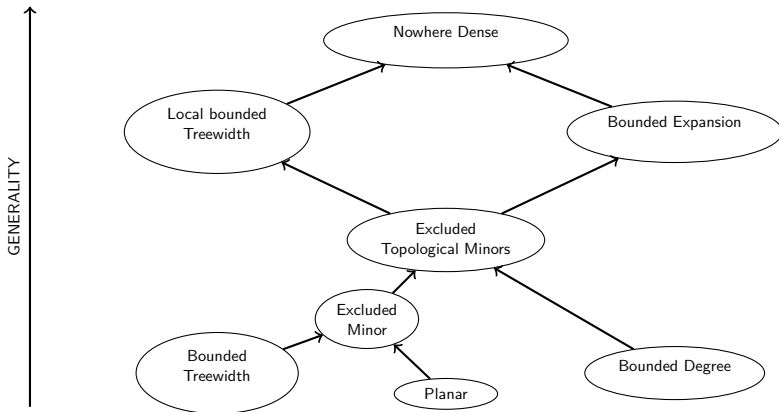 Nowhere Dense
Local bounded
Treewidth
Bounded Expansion
GENERALITY
Excluded
Topological Minors
Excluded
Minor
Bounded
Treewidth
Bounded Degree
Planar